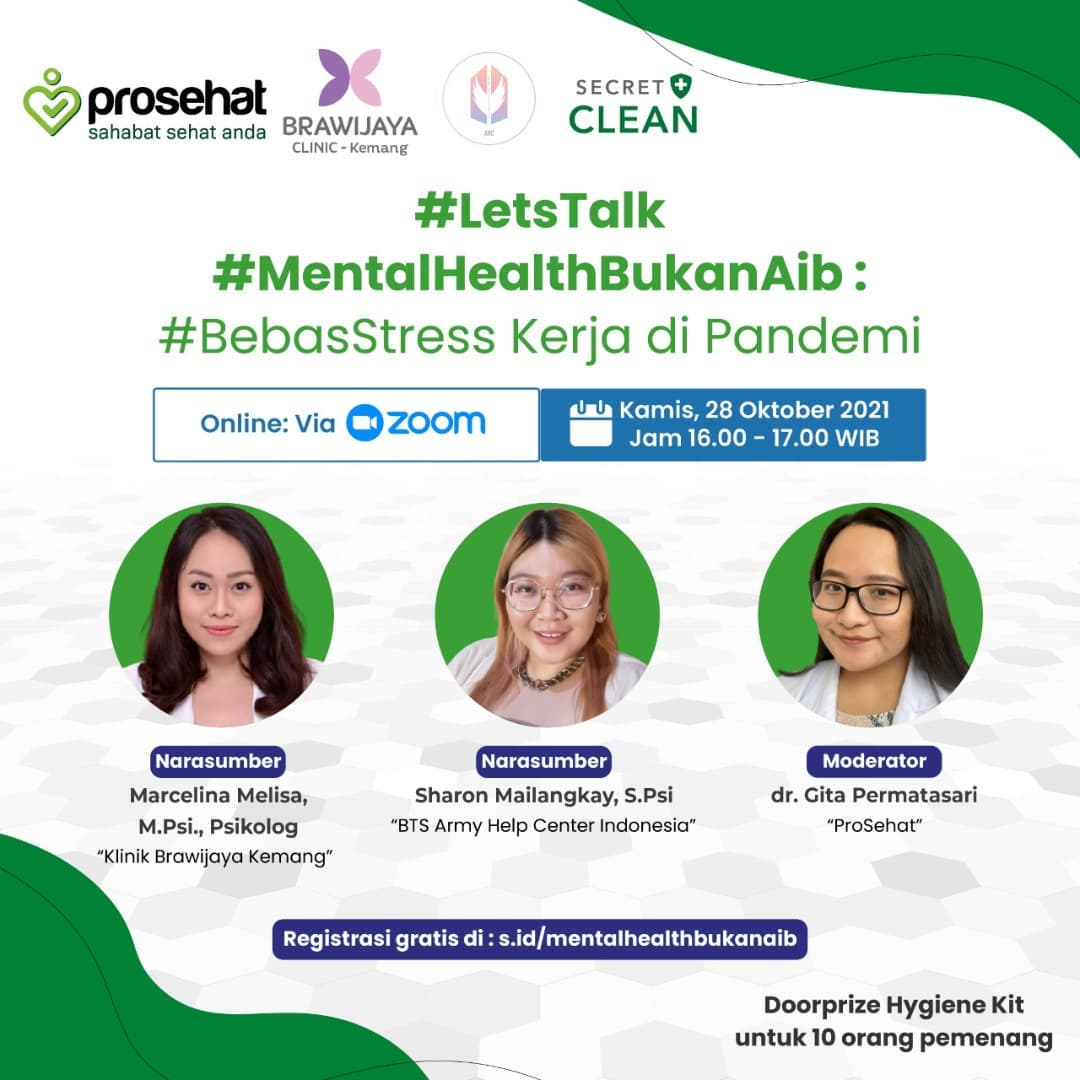 prosehat
sahabat sehat anda
BRAWIJAYA
CLINIC - Kemang
SECRET
CLEAN
#LetsTalk
#MentalHealthBukanAib :
#BebasStress Kerja di Pandemi
Online: Via zoom
Kamis, 28 Oktober 2021
Jam 16.00 - 17.00 WIB
Narasumber
Marcelina Melisa,
M.Psi., Psikolog
“Klinik Brawijaya Kemang”
Narasumber
Sharon Mailangkay, S.Psi
“BTS Army Help Center Indonesia”
Moderator
dr. Gita Permatasari
“ProSehat”
Registrasi gratis di : s.id/mentalhealthbukanaib
Doorprize Hygiene Kit
untuk 10 orang pemenang